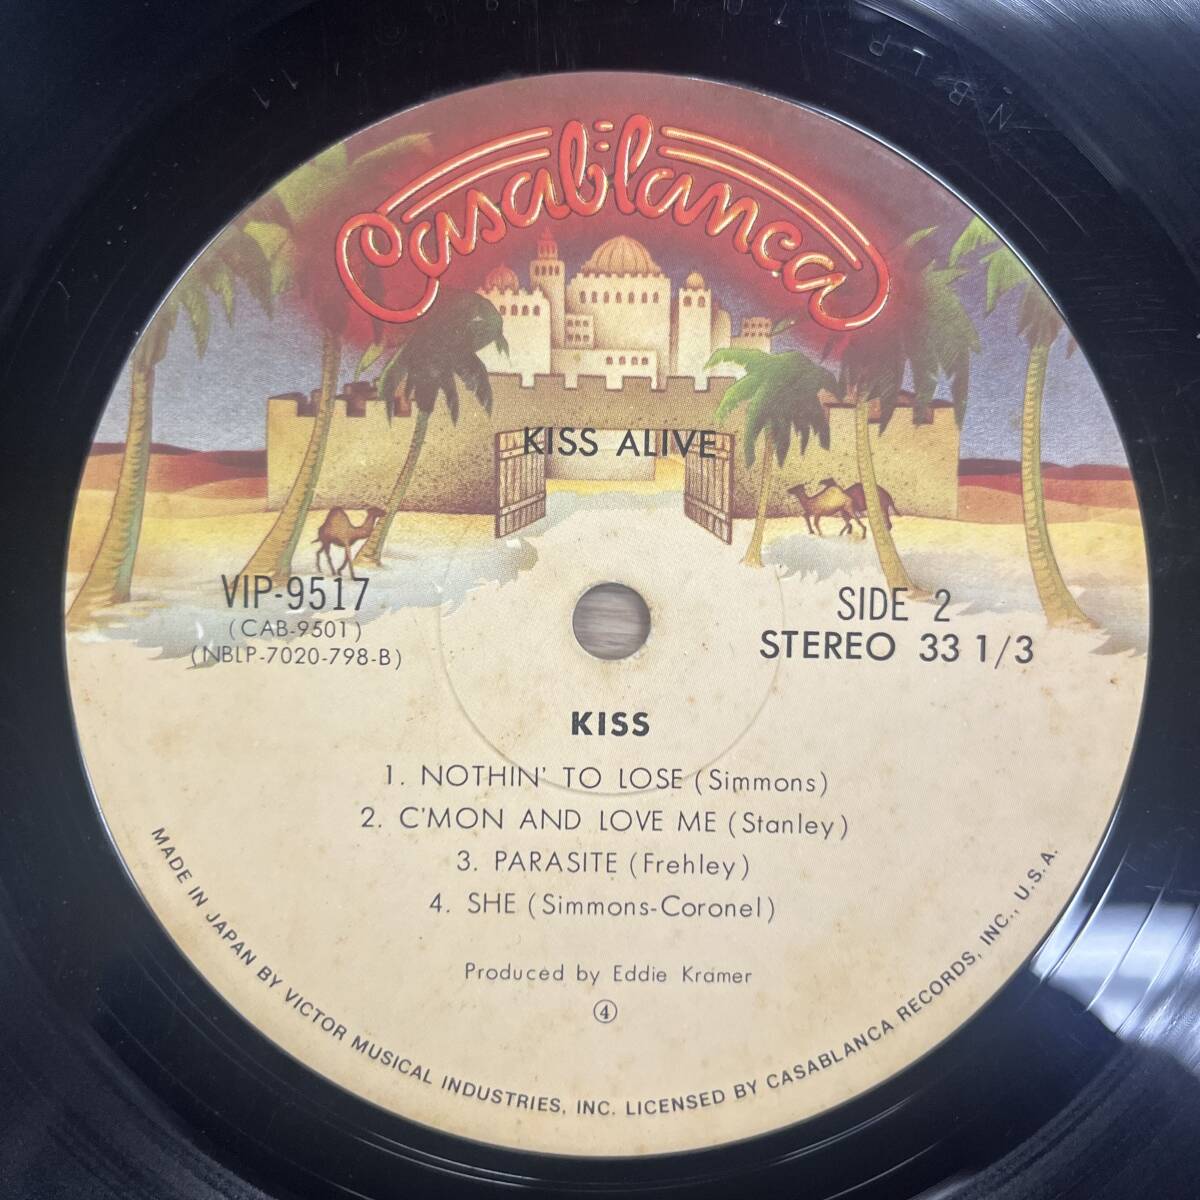 Casablanca
KISS ALIVE
VIP-9517
(CAB-9501)
(NBLP-7020-798-B)
SIDE 2
STEREO 33 1/3
KISS
1. NOTHIN' TO LOSE (Simmons)
2. C'MON AND LOVE ME (Stanley)
3. PARASITE (Frehley)
4. SHE (Simmons-Coronel)
Produced by Eddie Kramer
④
MADE IN JAPAN BY VICTOR MUSICAL INDUSTRIES, INC. LICENSED BY CASABLANCA RECORDS, INC., U.S.A.